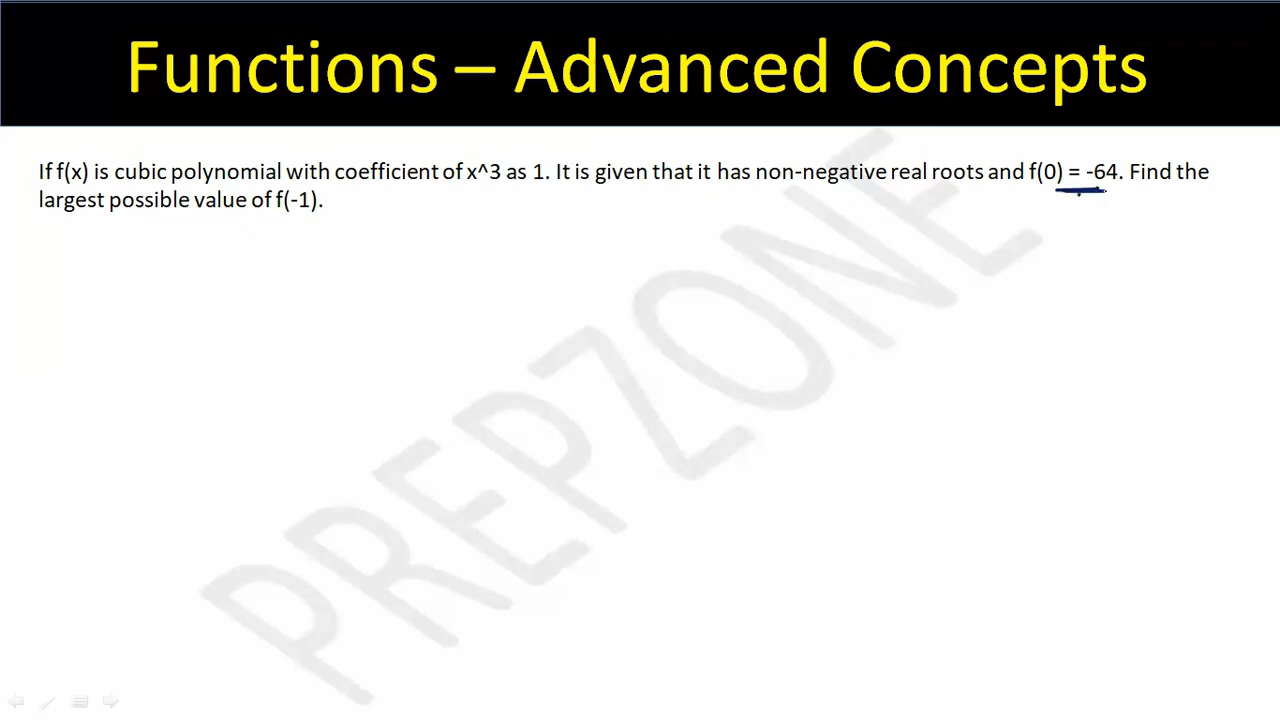 Functions – Advanced Concepts
If f(x) is cubic polynomial with coefficient of x^3 as 1. It is given that it has non-negative real roots and f(0) = -64. Find the
largest possible value of f(-1).
PREPZONE